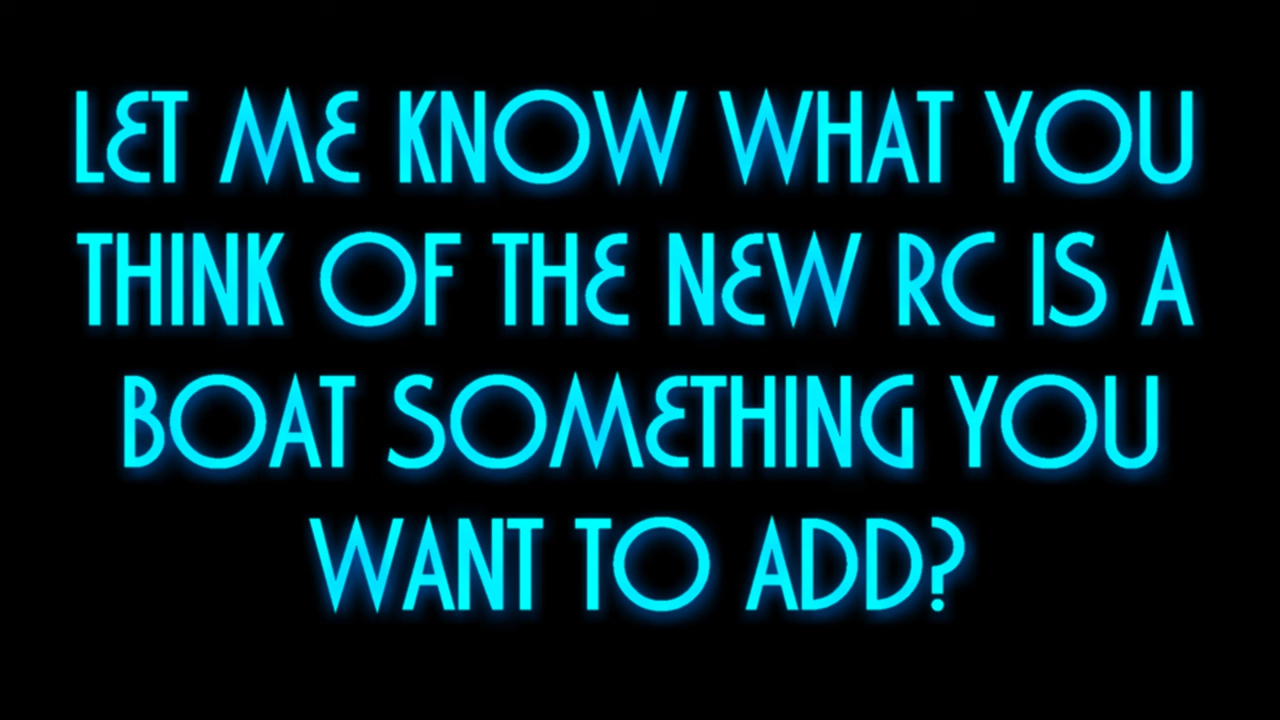 LET ME KNOW WHAT YOU
THINK OF THE NEW RC IS A
BOAT SOMETHING YOU
WANT TO ADD?